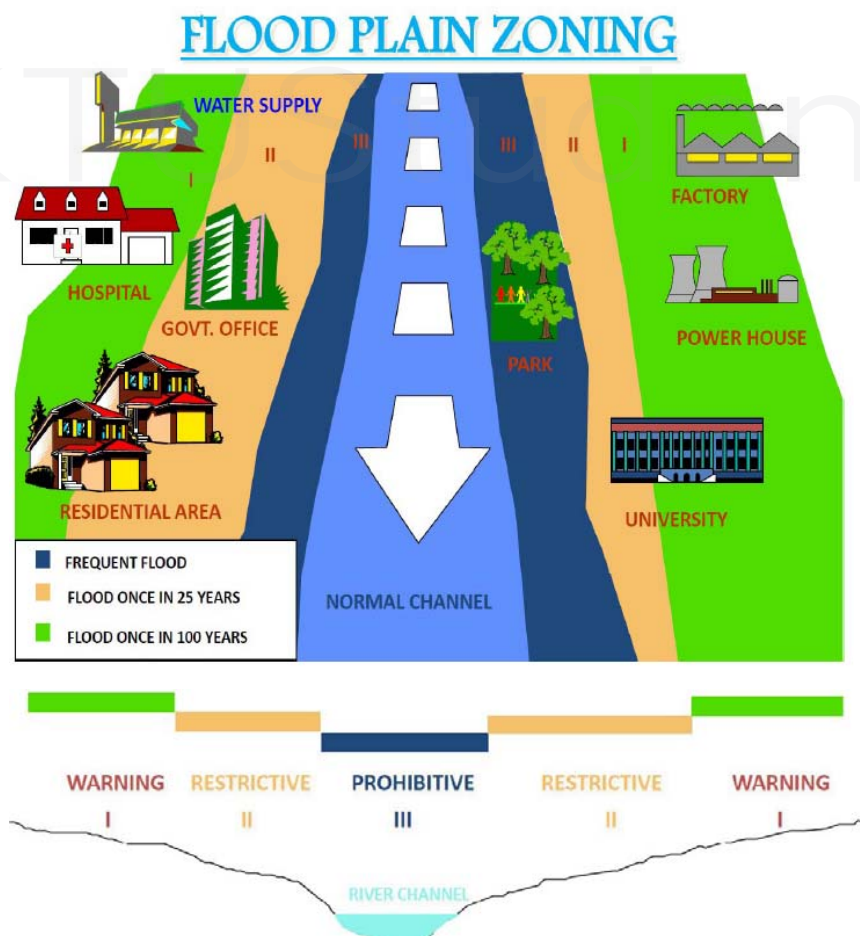 FLOOD PLAIN ZONING
WATER SUPPLY
I
II
III
III
II
I
FACTORY
HOSPITAL
GOVT. OFFICE
PARK
POWER HOUSE
RESIDENTIAL AREA
UNIVERSITY
FREQUENT FLOOD
FLOOD ONCE IN 25 YEARS
FLOOD ONCE IN 100 YEARS
NORMAL CHANNEL
WARNING RESTRICTIVE PROHIBITIVE RESTRICTIVE WARNING
I II III II I
RIVER CHANNEL